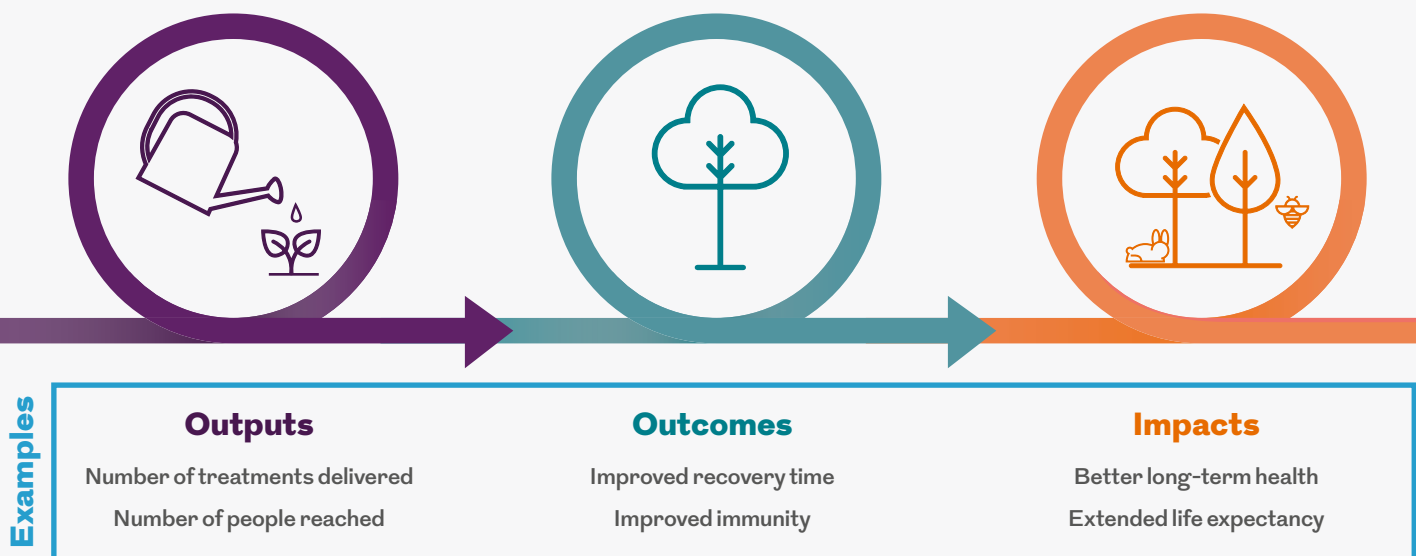 Examples
Outputs
Number of treatments delivered
Number of people reached
Outcomes
Improved recovery time
Improved immunity
Impacts
Better long-term health
Extended life expectancy